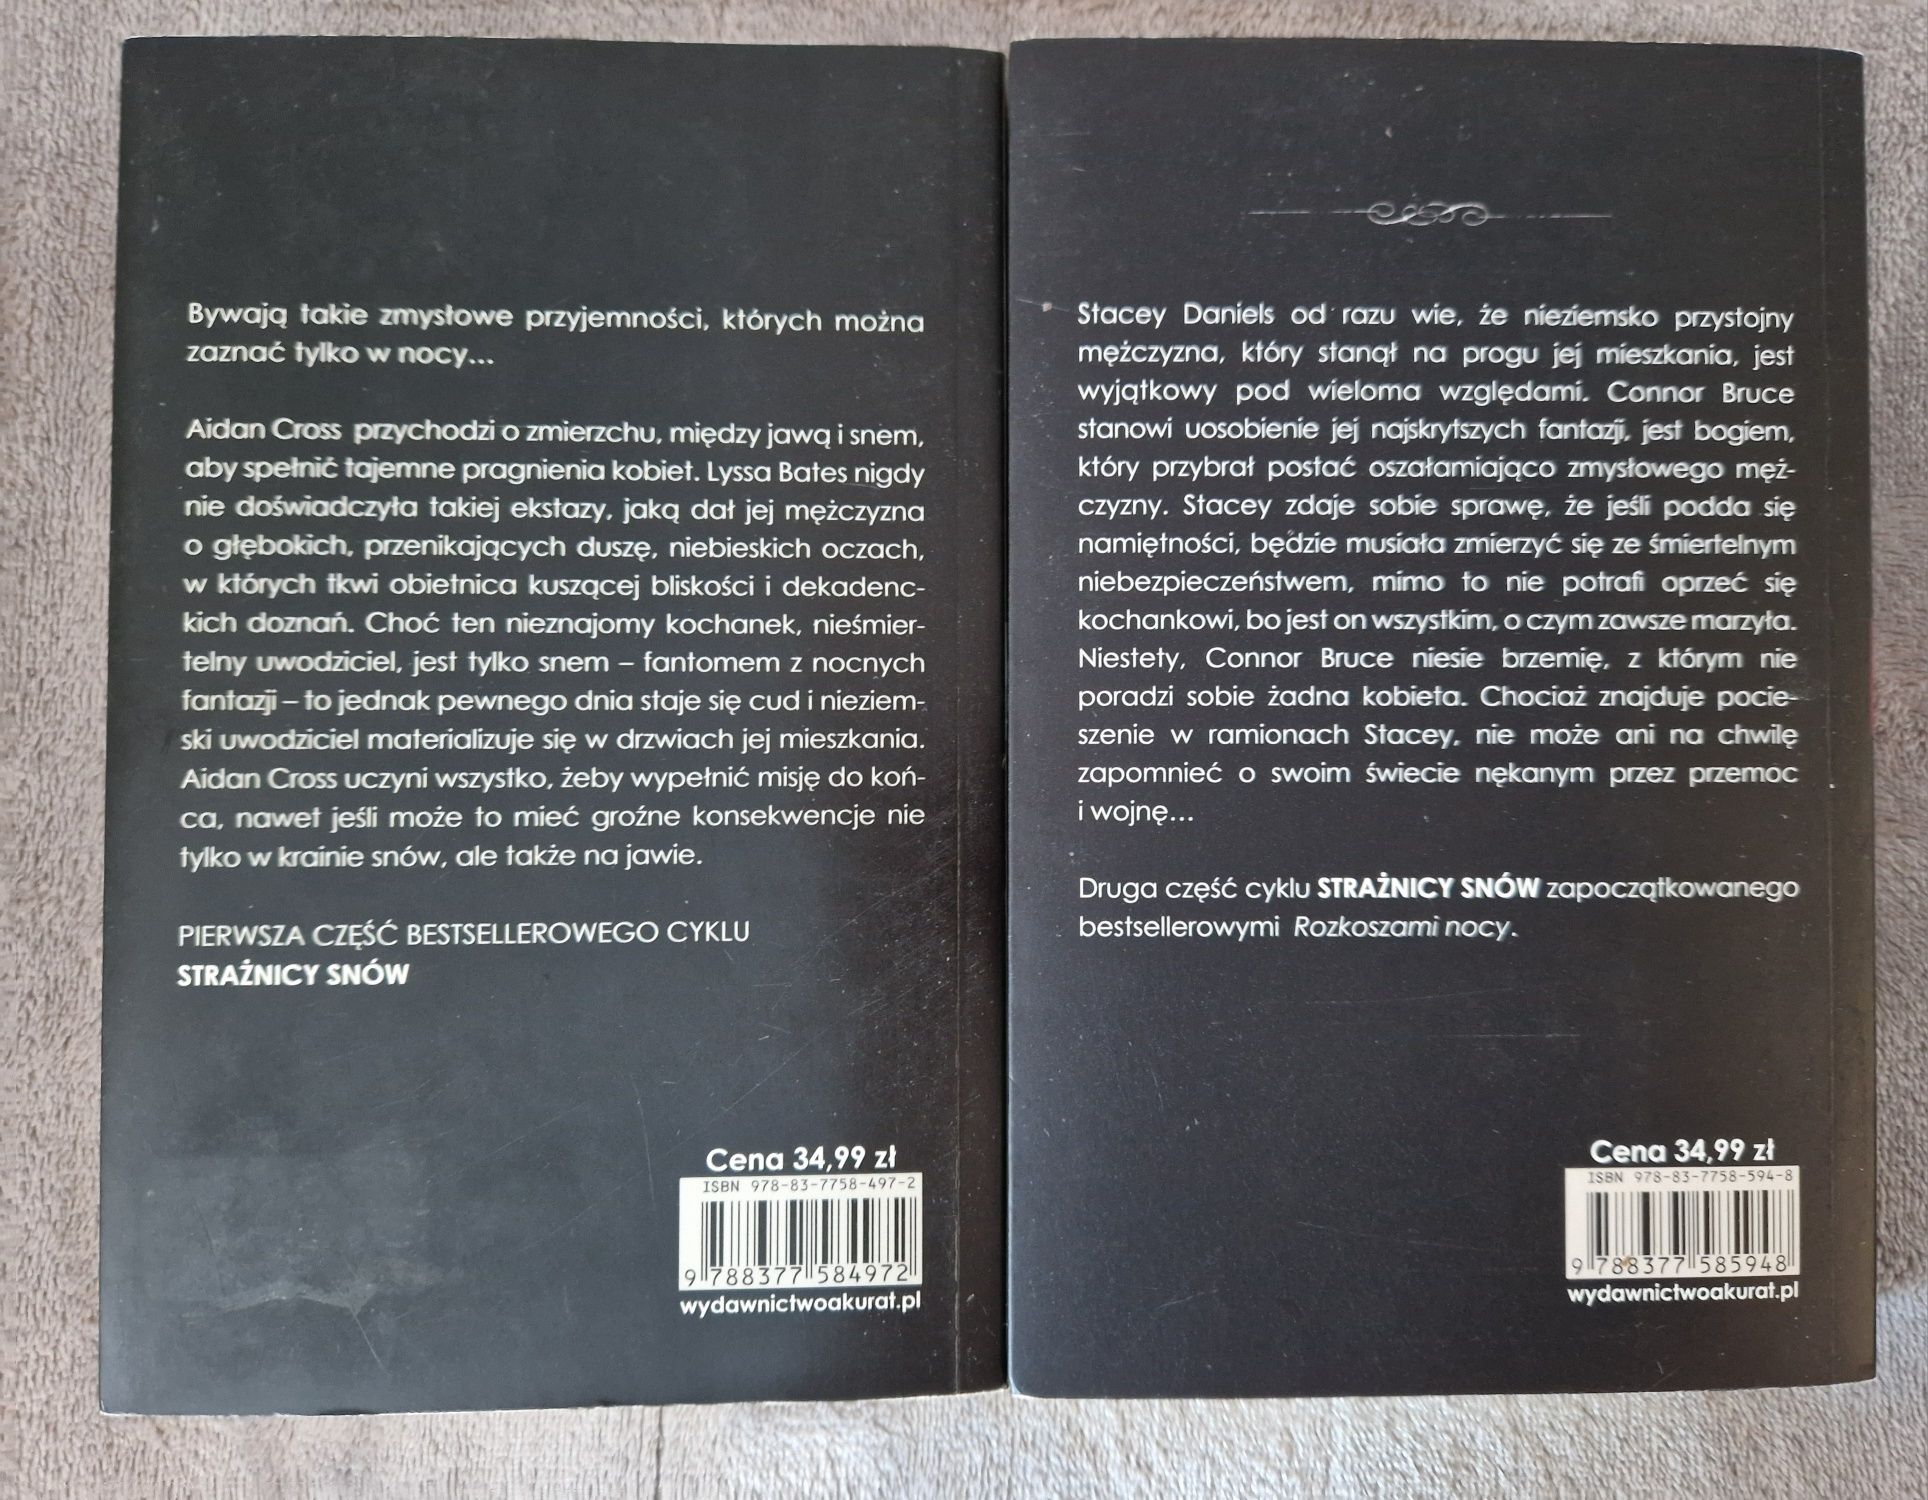 Bywają takie zmysłowe przyjemności, których można
zaznać tylko w nocy...
Aidan Cross przychodzi o zmierzchu, między jawą i snem,
aby spełnić tajemne pragnienia kobiet. Lyssa Bates nigdy
nie doświadczyła takiej ekstazy, jaką dał jej mężczyzna
o głębokich, przenikających duszę, niebieskich oczach,
w których tkwi obietnica kuszącej bliskości i dekadenc-
kich doznań. Choć ten nieznajomy kochanek, nieśmier-
telny uwodziciel, jest tylko snem – fantomem z nocnych
fantazji – to jednak pewnego dnia staje się cud i nieziem-
ski uwodziciel materializuje się w drzwiach jej mieszkania.
Aidan Cross uczyni wszystko, żeby wypełnić misję do koń-
ca, nawet jeśli może to mieć groźne konsekwencje nie
tylko w krainie snów, ale także na jawie.
PIERWSZA CZĘŚĆ BESTSELLEROWEGO CYKLU
STRAŻNICY SNÓW
Cena 34,99 zł
ISBN 978-83-7758-497-2
9 788377 584972
wydawnictwoakurat.pl
Stacey Daniels od razu wie, że nieziemsko przystojny
mężczyzna, który stanął na progu jej mieszkania, jest
wyjątkowy pod wieloma względami. Connor Bruce
stanowi uosobienie jej najskrytszych fantazji, jest bogiem,
który przybrał postać oszałamiająco zmysłowego męż-
czyzny. Stacey zdaje sobie sprawę, że jeśli podda się
namiętności, będzie musiała zmierzyć się ze śmiertelnym
niebezpieczeństwem, mimo to nie potrafi oprzeć się
kochankowi, bo jest on wszystkim, o czym zawsze marzyła.
Niestety, Connor Bruce niesie brzemię, z którym nie
poradzi sobie żadna kobieta. Chociaż znajduje pocie-
szenie w ramionach Stacey, nie może ani na chwilę
zapomnieć o swoim świecie nękanym przez przemoc
i wojnę...
Druga część cyklu STRAŻNICY SNÓW zapoczątkowanego
bestsellerowymi Rozkoszami nocy.
Cena 34,99 zł
ISBN 978-83-7758-594-8
9 788377 585948
wydawnictwoakurat.pl